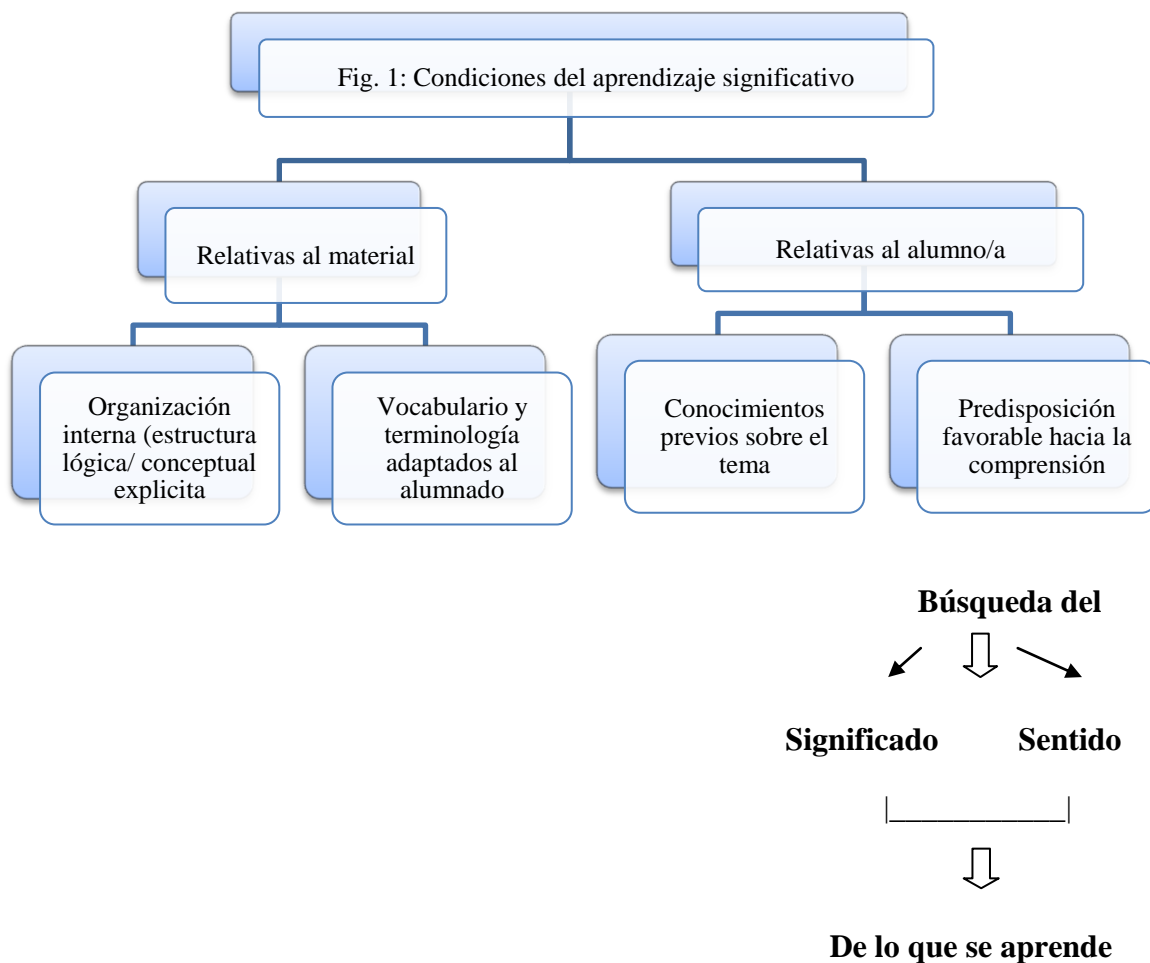 Fig. 1: Condiciones del aprendizaje significativo
Relativas al material
Relativas al alumno/a
Organización
interna (estructura
lógica/ conceptual
explicita
Vocabulario y
terminología
adaptados al
alumnado
Conocimientos
previos sobre el
tema
Predisposición
favorable hacia la
comprensión
Búsqueda del
Significado Sentido
|___________|
De lo que se aprende